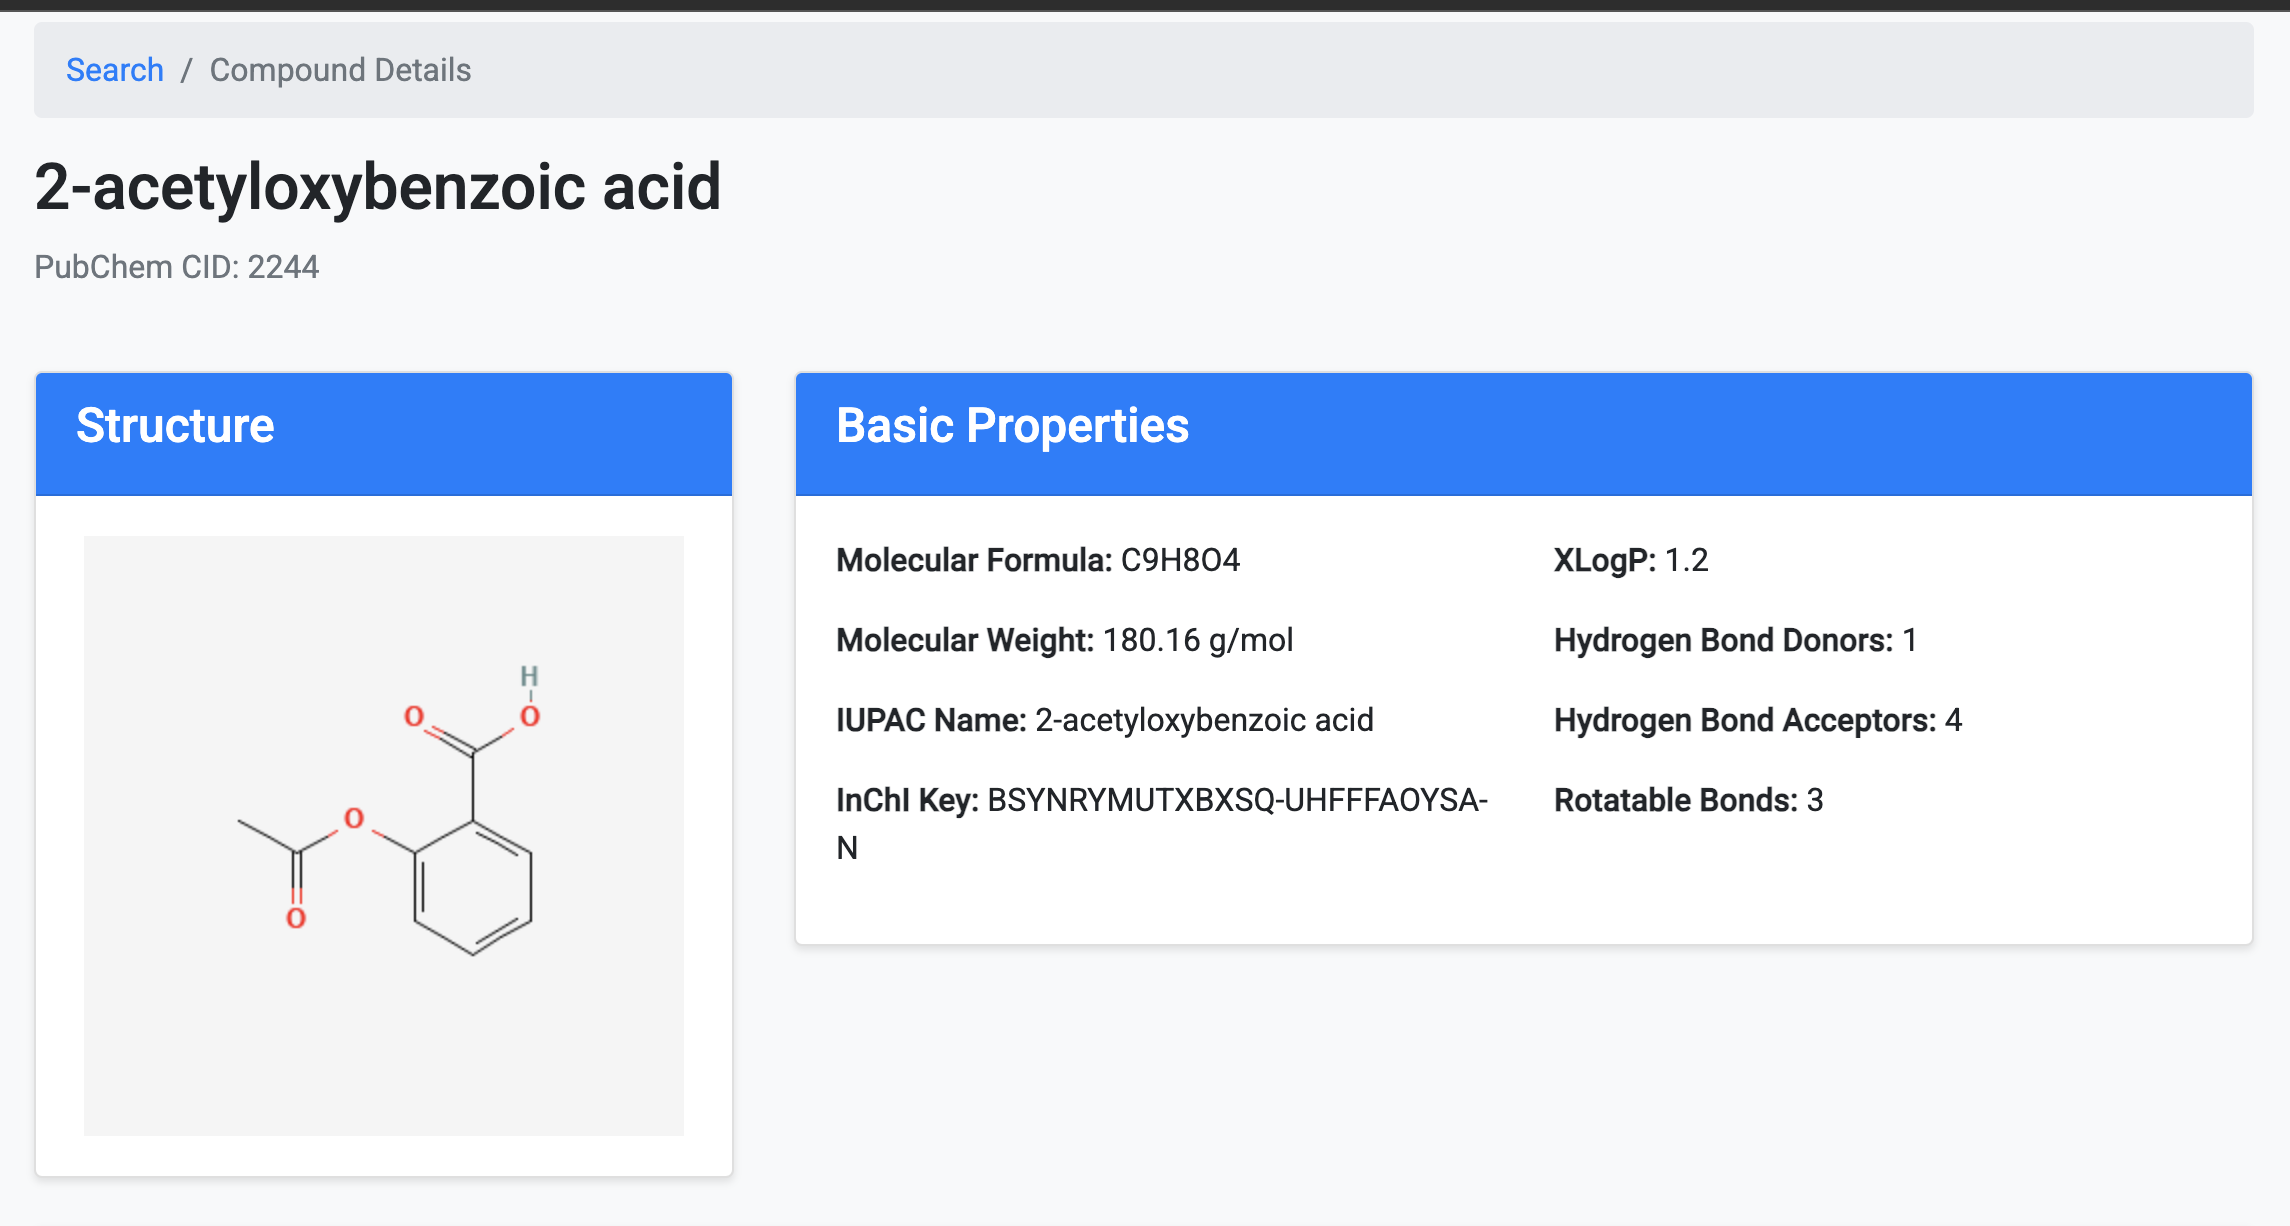 Search / Compound Details
2-acetyloxybenzoic acid
PubChem CID: 2244
Structure
H
O
O
O
O
Basic Properties
Molecular Formula: C9H8O4
Molecular Weight: 180.16 g/mol
IUPAC Name: 2-acetyloxybenzoic acid
InChI Key: BSYNRYMUTXBXSQ-UHFFFAOYSA-
N
XLogP: 1.2
Hydrogen Bond Donors: 1
Hydrogen Bond Acceptors: 4
Rotatable Bonds: 3